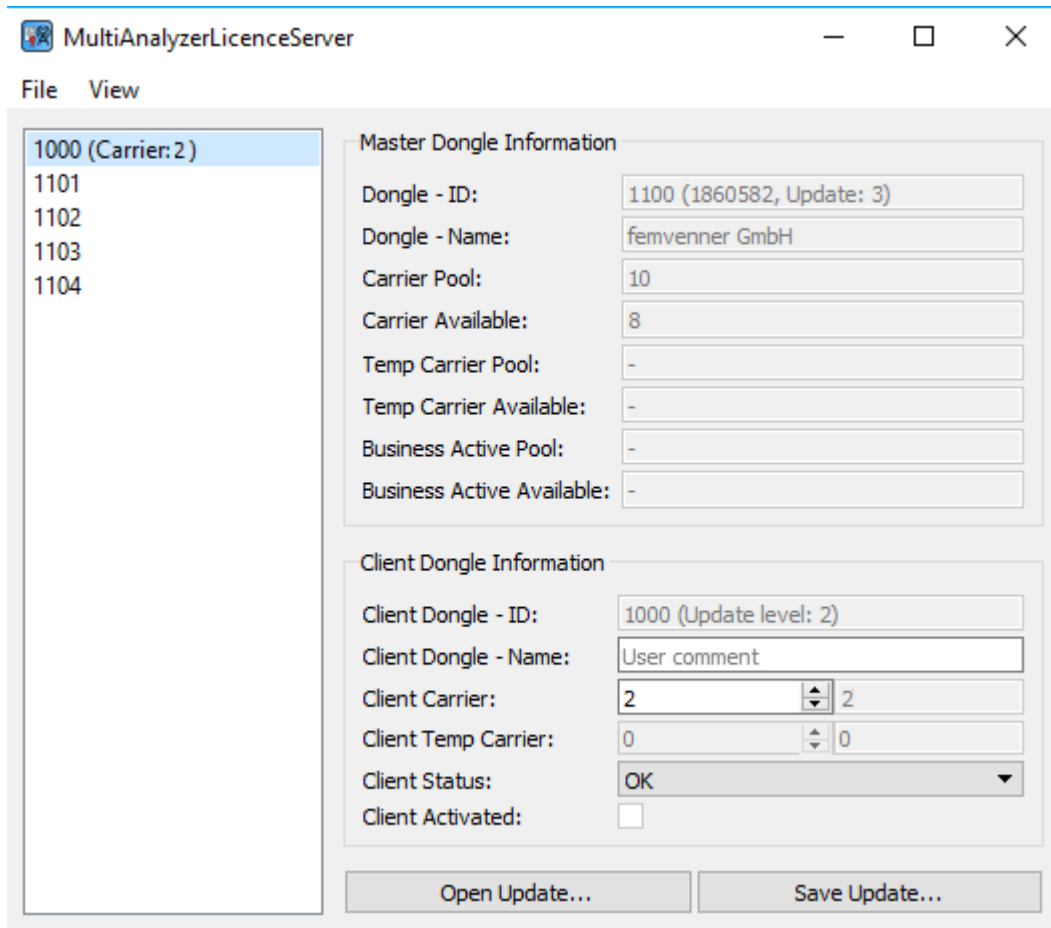 MultiAnalyzerLicenceServer
File View
1000 (Carrier: 2 )
1101
1102
1103
1104
Master Dongle Information
Dongle - ID: 1100 (1860582, Update: 3)
Dongle - Name: femvenner GmbH
Carrier Pool: 10
Carrier Available: 8
Temp Carrier Pool: -
Temp Carrier Available: -
Business Active Pool: -
Business Active Available: -
Client Dongle Information
Client Dongle - ID: 1000 (Update level: 2)
Client Dongle - Name: User comment
Client Carrier: 2 2
Client Temp Carrier: 0 0
Client Status: OK
Client Activated:
Open Update... Save Update...